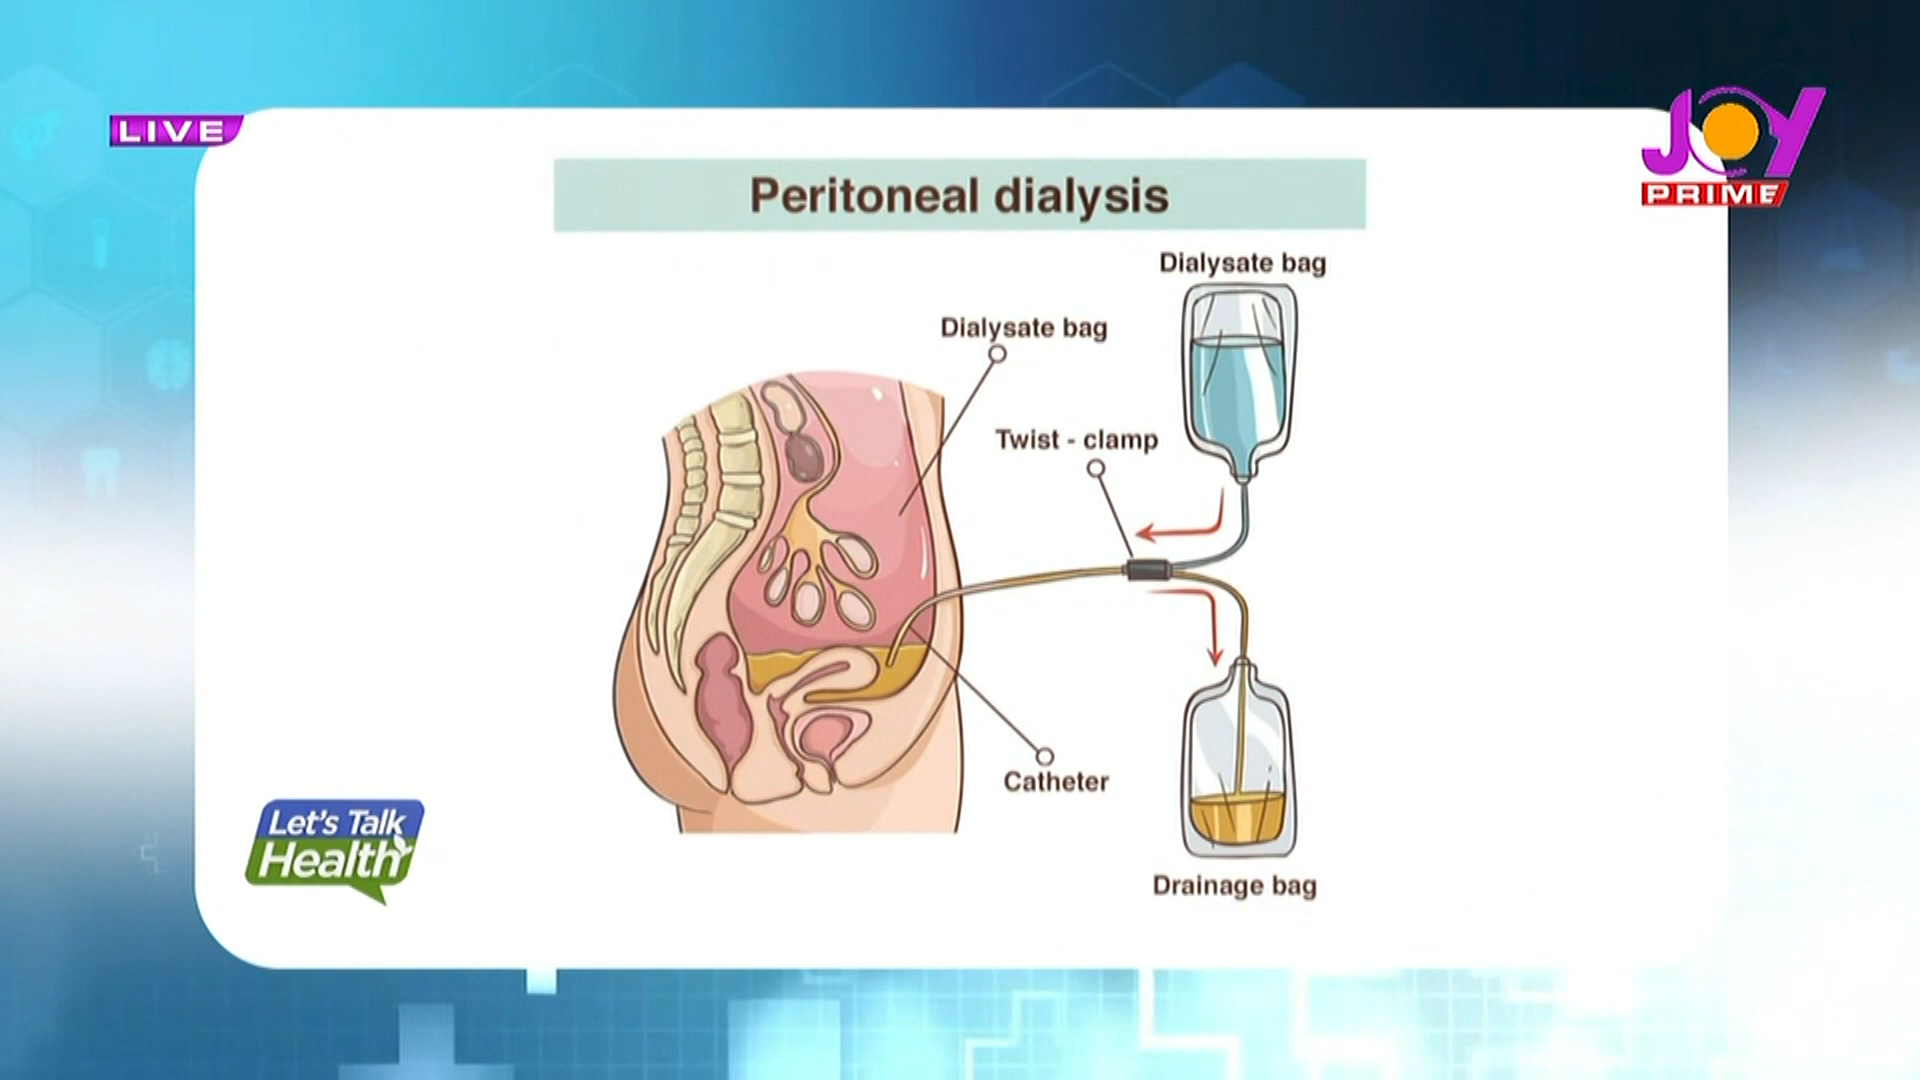 LIVE
JOY
PRIME
Peritoneal dialysis
Dialysate bag
Dialysate bag
Twist - clamp
Catheter
Drainage bag
Let's Talk
Health